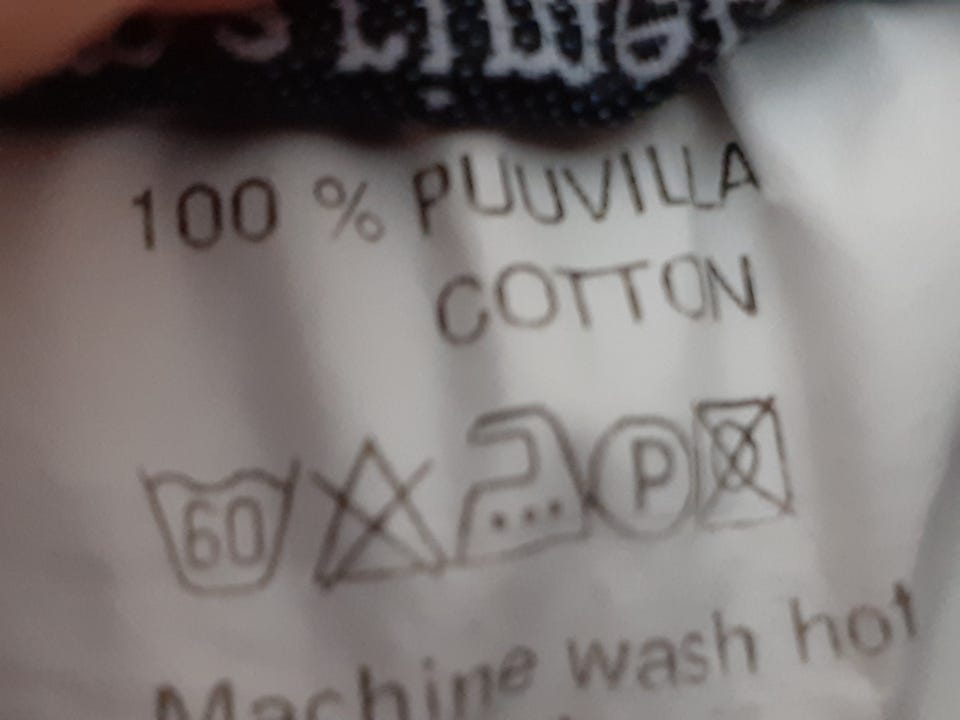 100 % PUUVILLA
COTTON
60 P
Machine wash hot